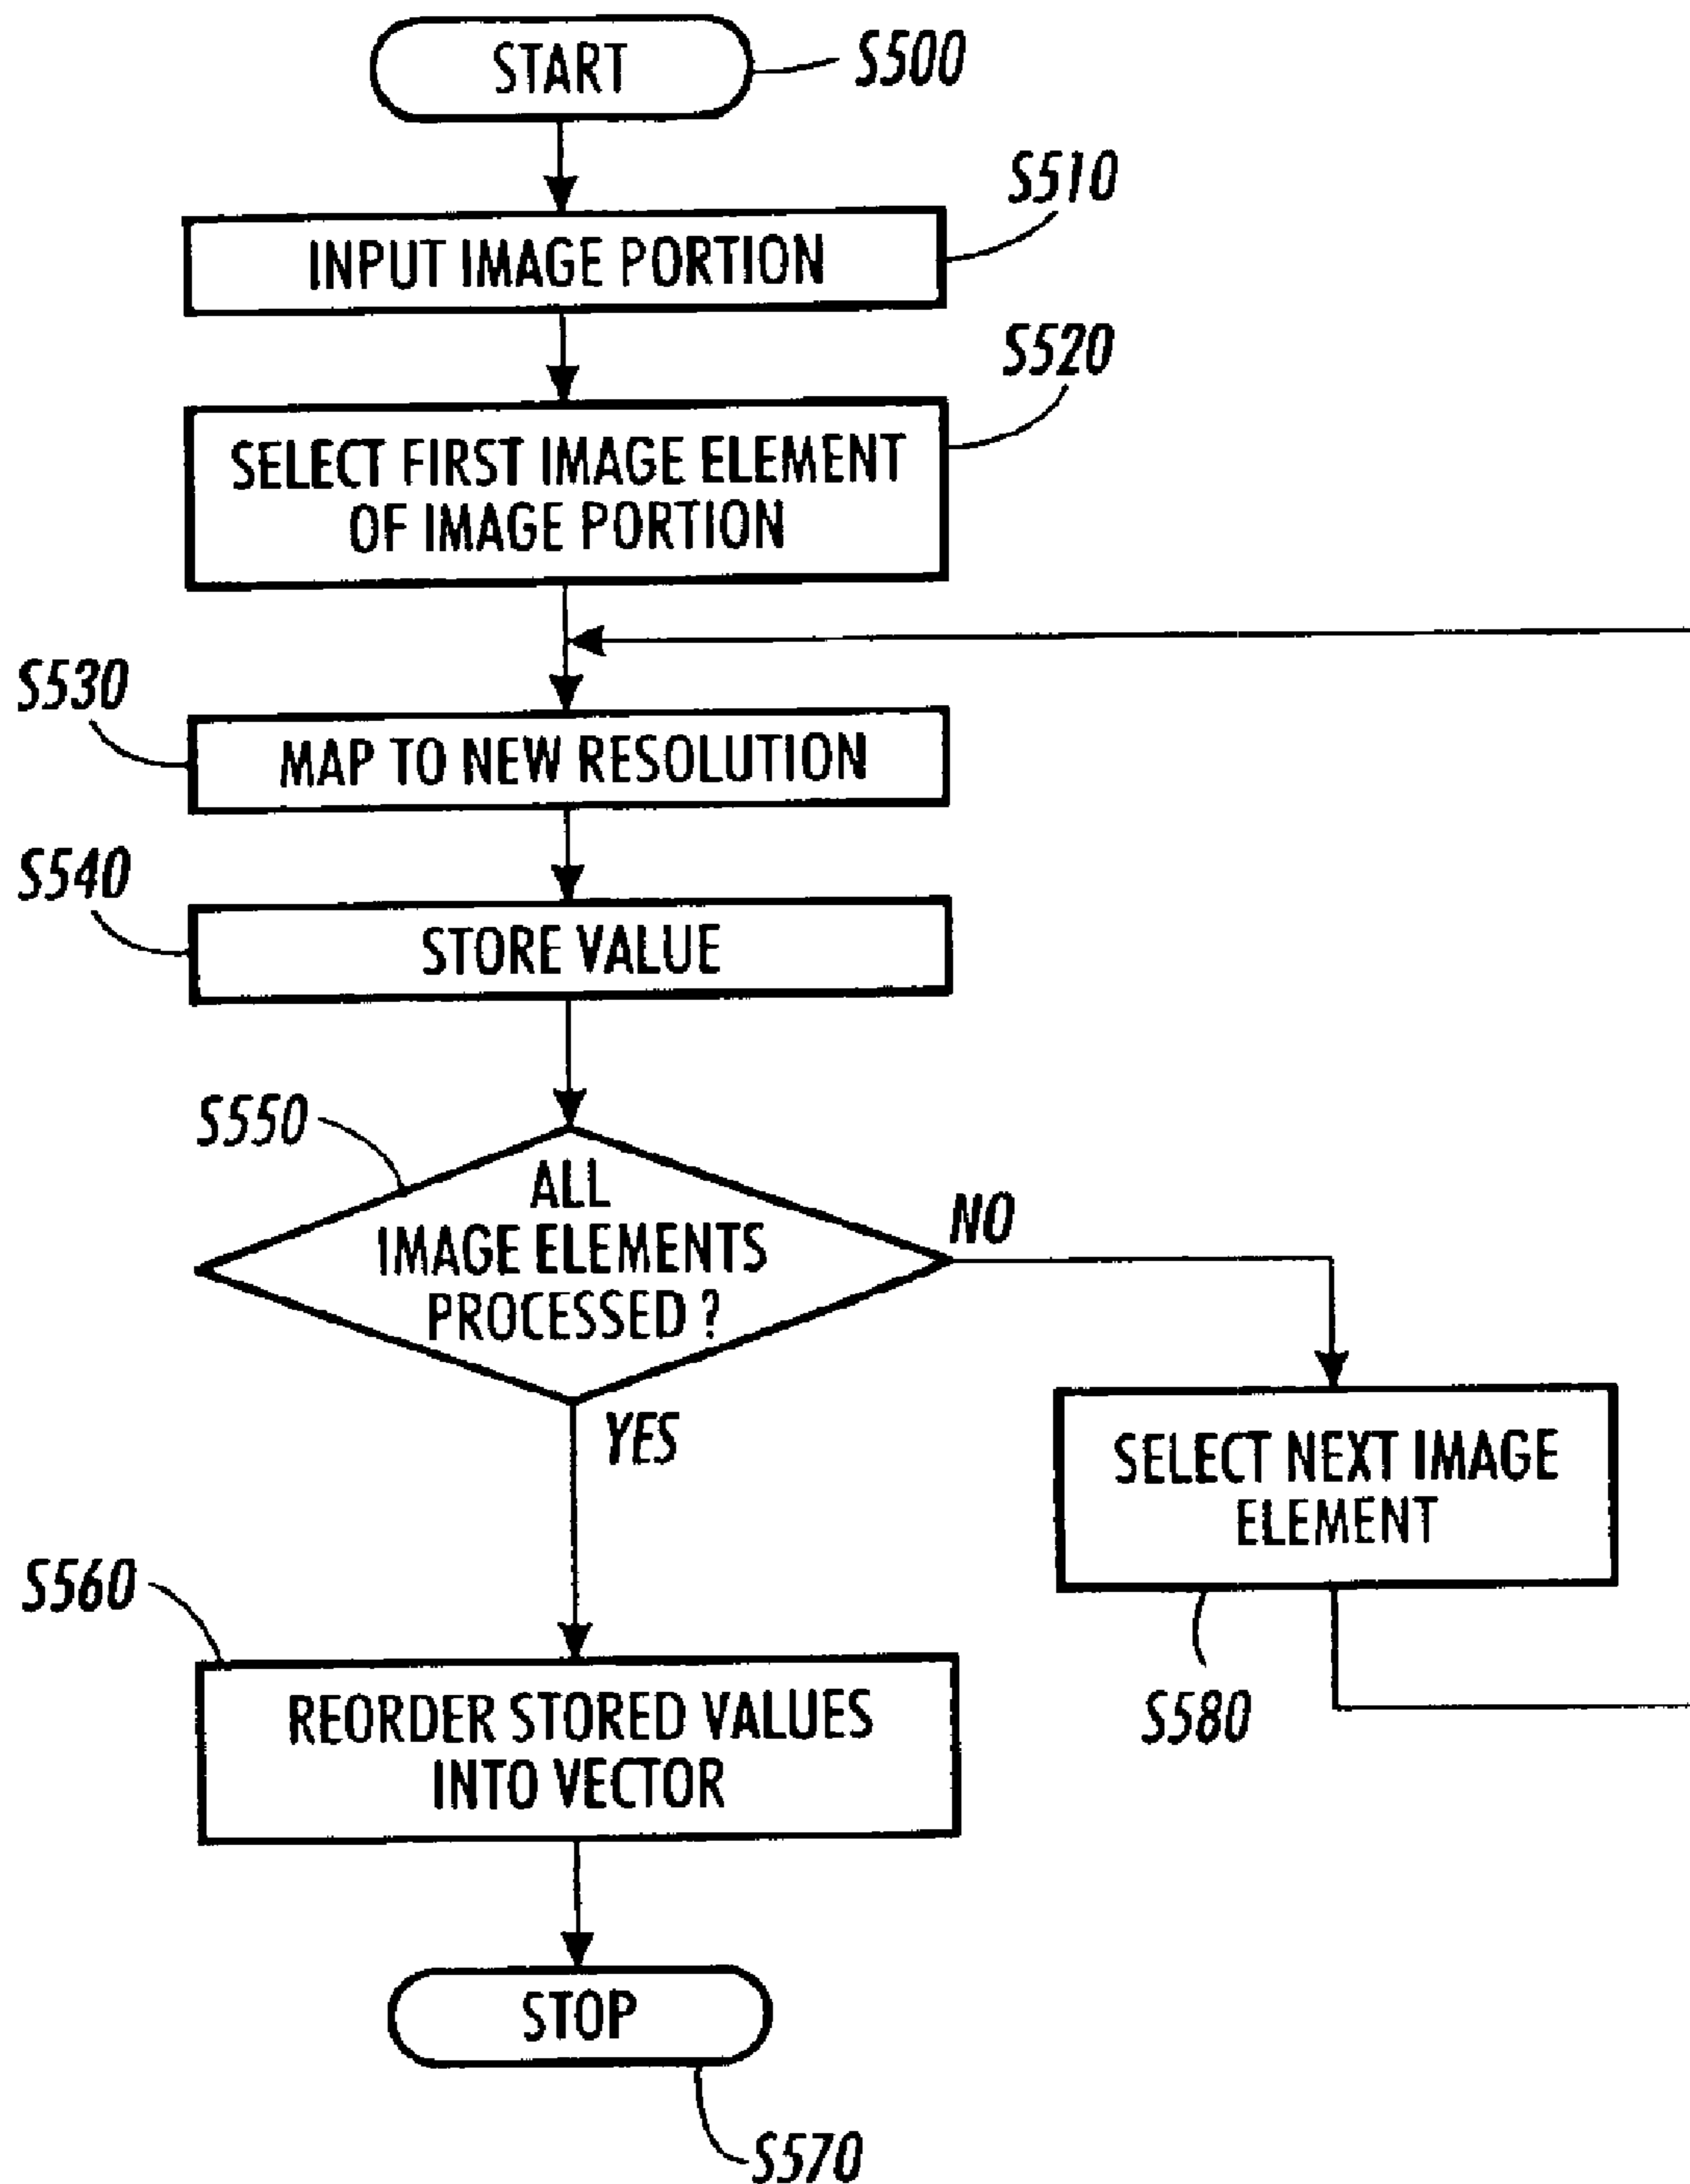 START
S500
S510
INPUT IMAGE PORTION
S520
SELECT FIRST IMAGE ELEMENT
OF IMAGE PORTION
S530
MAP TO NEW RESOLUTION
S540
STORE VALUE
S550
ALL
IMAGE ELEMENTS
PROCESSED ?
NO
YES
SELECT NEXT IMAGE
ELEMENT
S580
S560
REORDER STORED VALUES
INTO VECTOR
STOP
S570